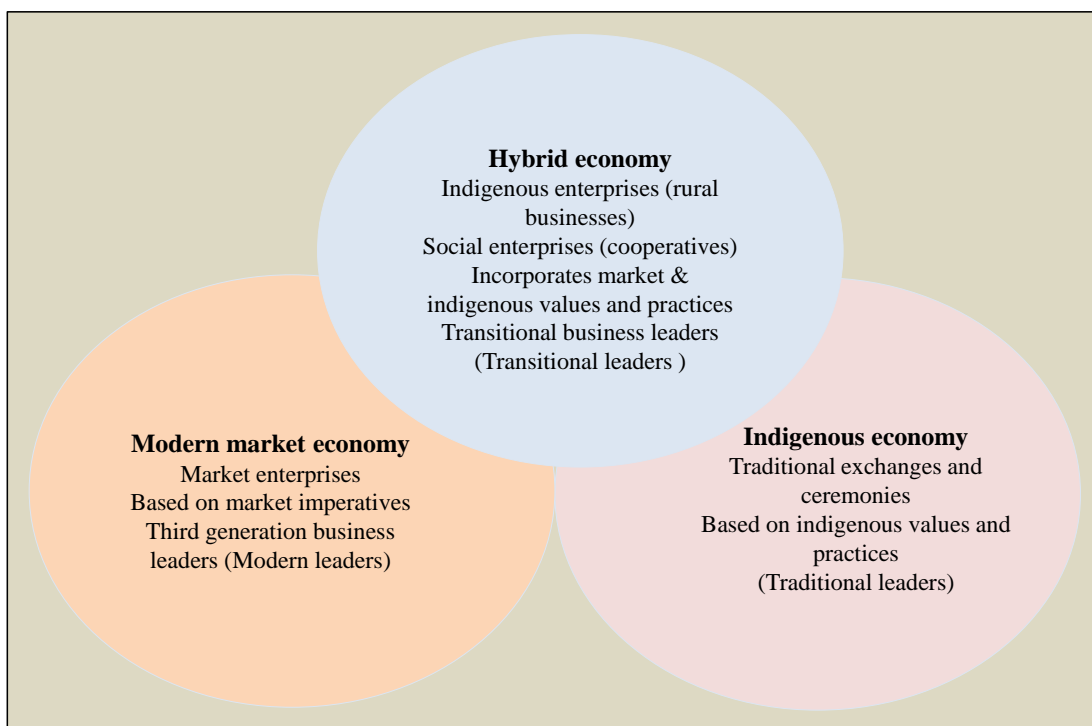 Hybrid economy
Indigenous enterprises (rural
businesses)
Social enterprises (cooperatives)
Incorporates market &
indigenous values and practices
Transitional business leaders
(Transitional leaders )
Modern market economy
Market enterprises
Based on market imperatives
Third generation business
leaders (Modern leaders)
Indigenous economy
Traditional exchanges and
ceremonies
Based on indigenous values and
practices
(Traditional leaders)